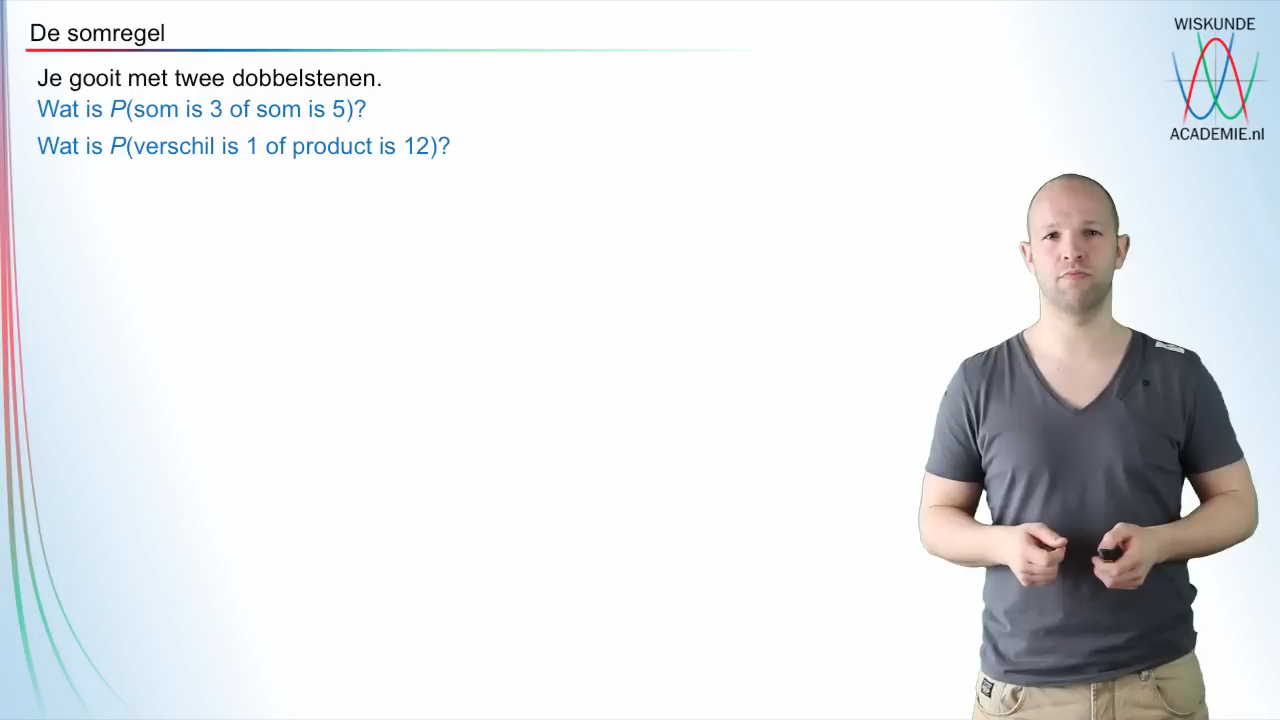 De somregel
WISKUNDE
ACADEMIE.nl
Je gooit met twee dobbelstenen.
Wat is P(som is 3 of som is 5)?
Wat is P(verschil is 1 of product is 12)?